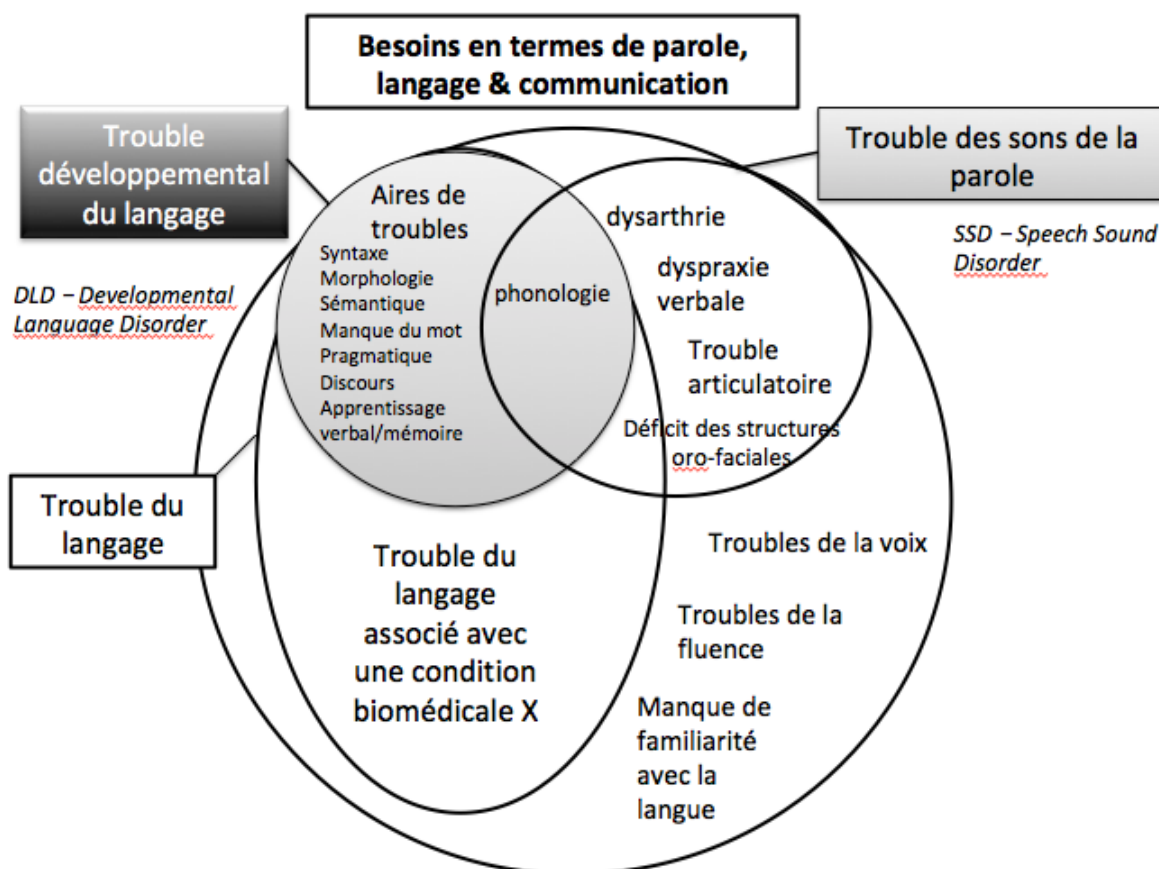 Besoins en termes de parole,
langage & communication
Trouble
développemental
du langage
Trouble des sons de la
parole
DLD – Developmental
Language Disorder
SSD – Speech Sound
Disorder
Aires de
troubles
Syntaxe
Morphologie
Sémantique
Manque du mot
Pragmatique
Discours
Apprentissage
verbal/mémoire
phonologie
dysarthrie
dyspraxie
verbale
Trouble
articulatoire
Déficit des structures
oro-faciales
Trouble du
langage
Trouble du
langage
associé avec
une condition
biomédicale X
Troubles de la voix
Troubles de la
fluence
Manque de
familiarité
avec la
langue